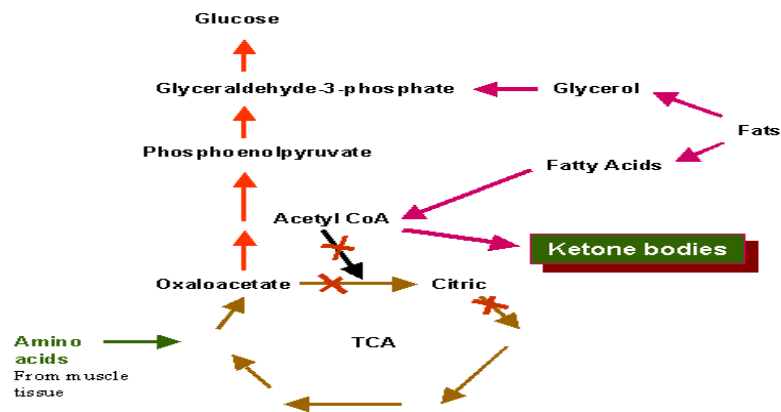 Glucose
Glyceraldehyde-3-phosphate
Glycerol
Fats
Phosphoenolpyruvate
Fatty Acids
Acetyl CoA
Ketone bodies
Oxaloacetate
Citric
TCA
Amino
acids
From muscle
tissue